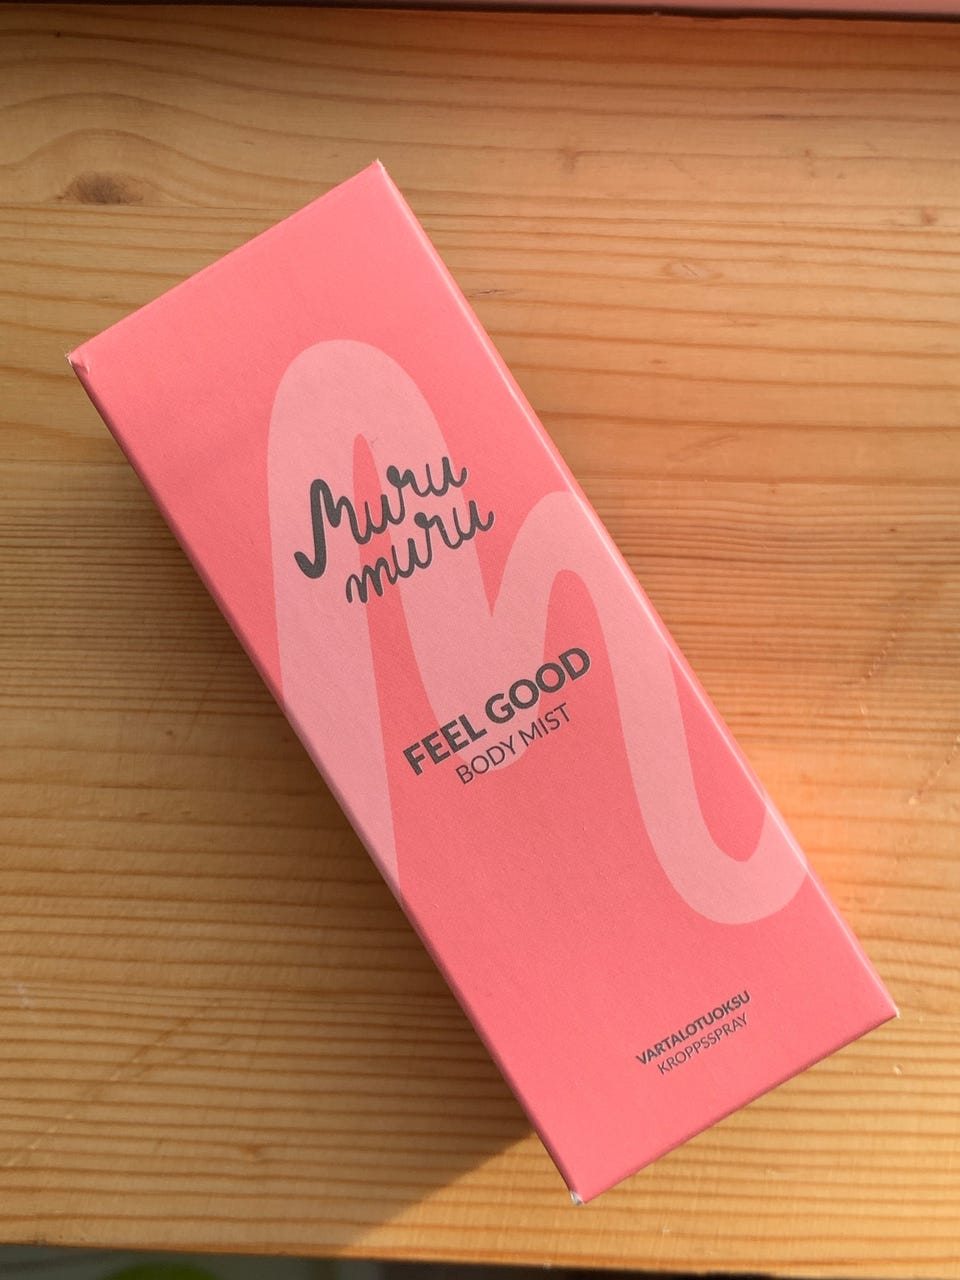 Muru
muru
FEEL GOOD
BODY MIST
VARTALOTUOKSU
KROPPSSPRAY